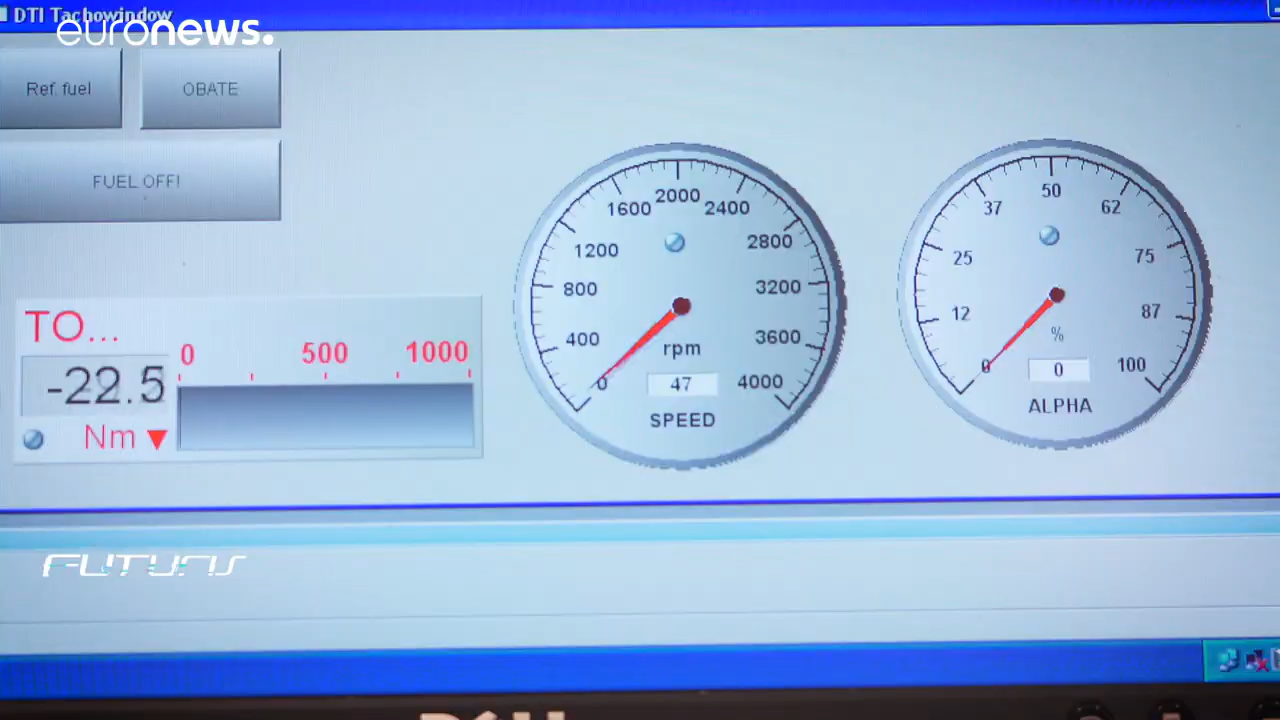 DTI Tachowindow
euronews.
Ref. fuel
OBATE
FUEL OFF!
TO...
-22.5
Nm
0 500 1000
0 400 800 1200 1600 2000 2400 2800 3200 3600 4000
rpm
47
SPEED
0 12 25 37 50 62 75 87 100
%
0
ALPHA
FUTURIS